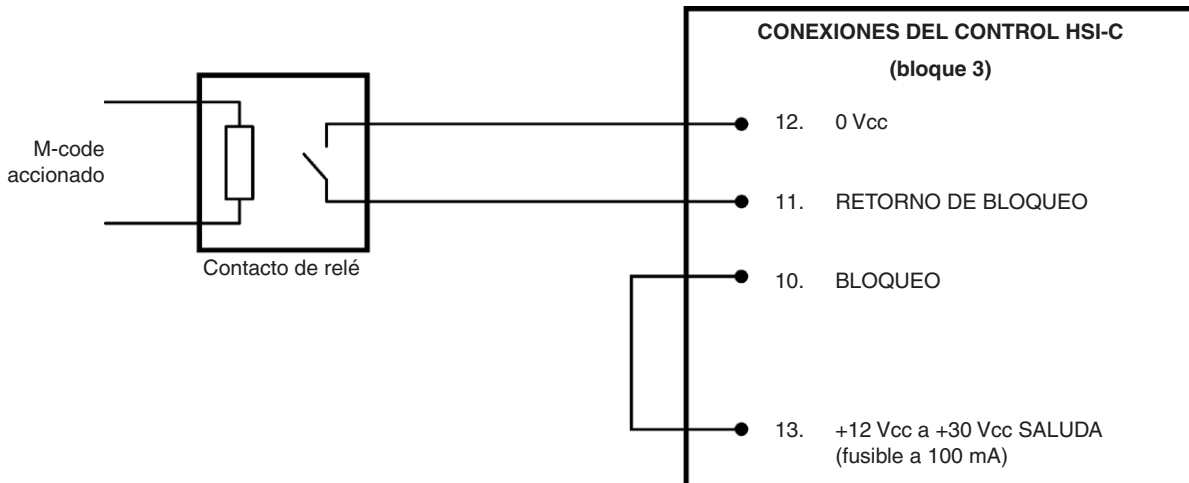 CONEXIONES DEL CONTROL HSI-C
(bloque 3)
M-code
accionado
Contacto de relé
12. 0 Vcc
11. RETORNO DE BLOQUEO
10. BLOQUEO
13. +12 Vcc a +30 Vcc SALUDA
(fusible a 100 mA)